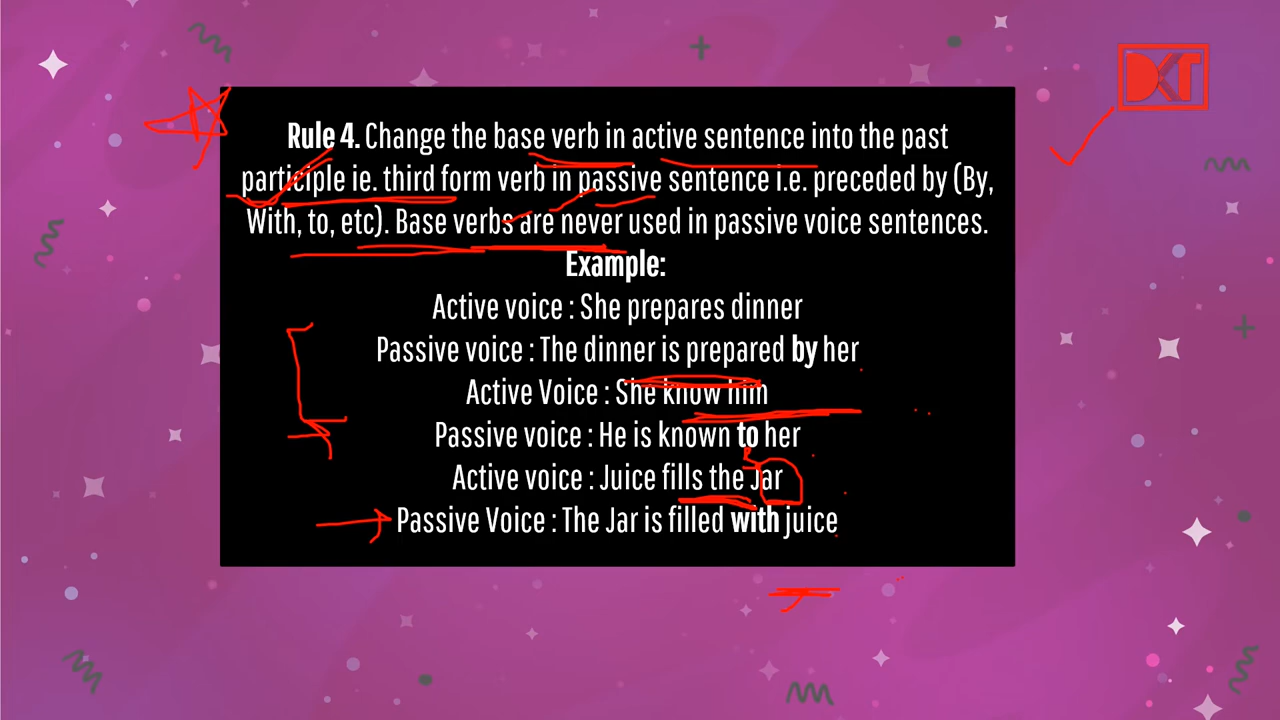 DKT
Rule 4. Change the base verb in active sentence into the past
participle ie. third form verb in passive sentence i.e. preceded by (By,
With, to, etc). Base verbs are never used in passive voice sentences.
Example:
Active voice : She prepares dinner
Passive voice : The dinner is prepared by her
Active Voice : She know him
Passive voice : He is known to her
Active voice : Juice fills the Jar
Passive Voice : The Jar is filled with juice